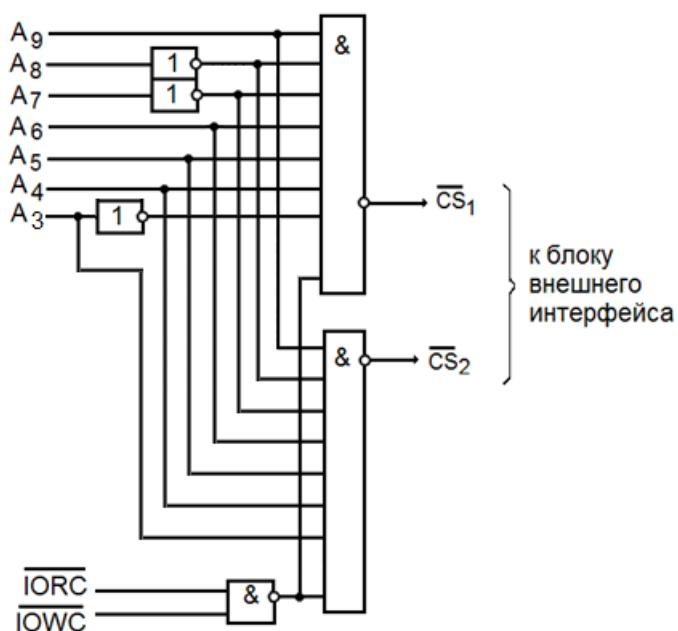 A9
A8
A7
A6
A5
A4
A3
1
1
1
&
CS1
к блоку
внешнего
интерфейса
&
CS2
IORC
IOWC
&